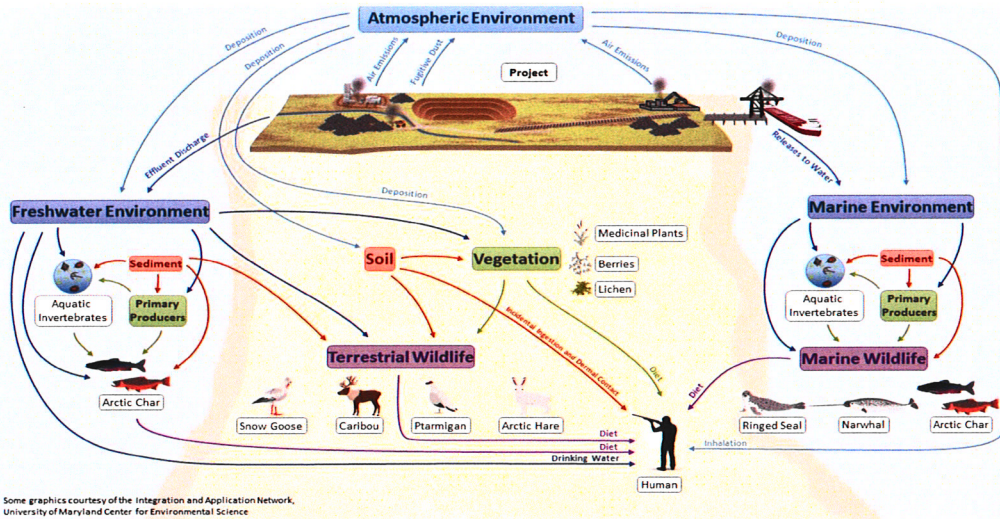 Atmospheric Environment
Deposition
Deposition
Air Emissions
Fugitive Dust
Air Emissions
Deposition
Project
Effluent Discharge
Releases to Water
Deposition
Freshwater Environment
Marine Environment
Medicinal Plants
Soil
Vegetation
Berries
Lichen
Sediment
Sediment
Aquatic
Invertebrates
Primary
Producers
Aquatic
Invertebrates
Primary
Producers
Incidental Ingestion and Dermal Contact
Terrestrial Wildlife
Marine Wildlife
Diet
Diet
Arctic Char
Snow Goose
Caribou
Ptarmigan
Arctic Hare
Ringed Seal
Narwhal
Arctic Char
Diet
Diet
Drinking Water
Inhalation
Human
Some graphics courtesy of the Integration and Application Network,
University of Maryland Center for Environmental Science